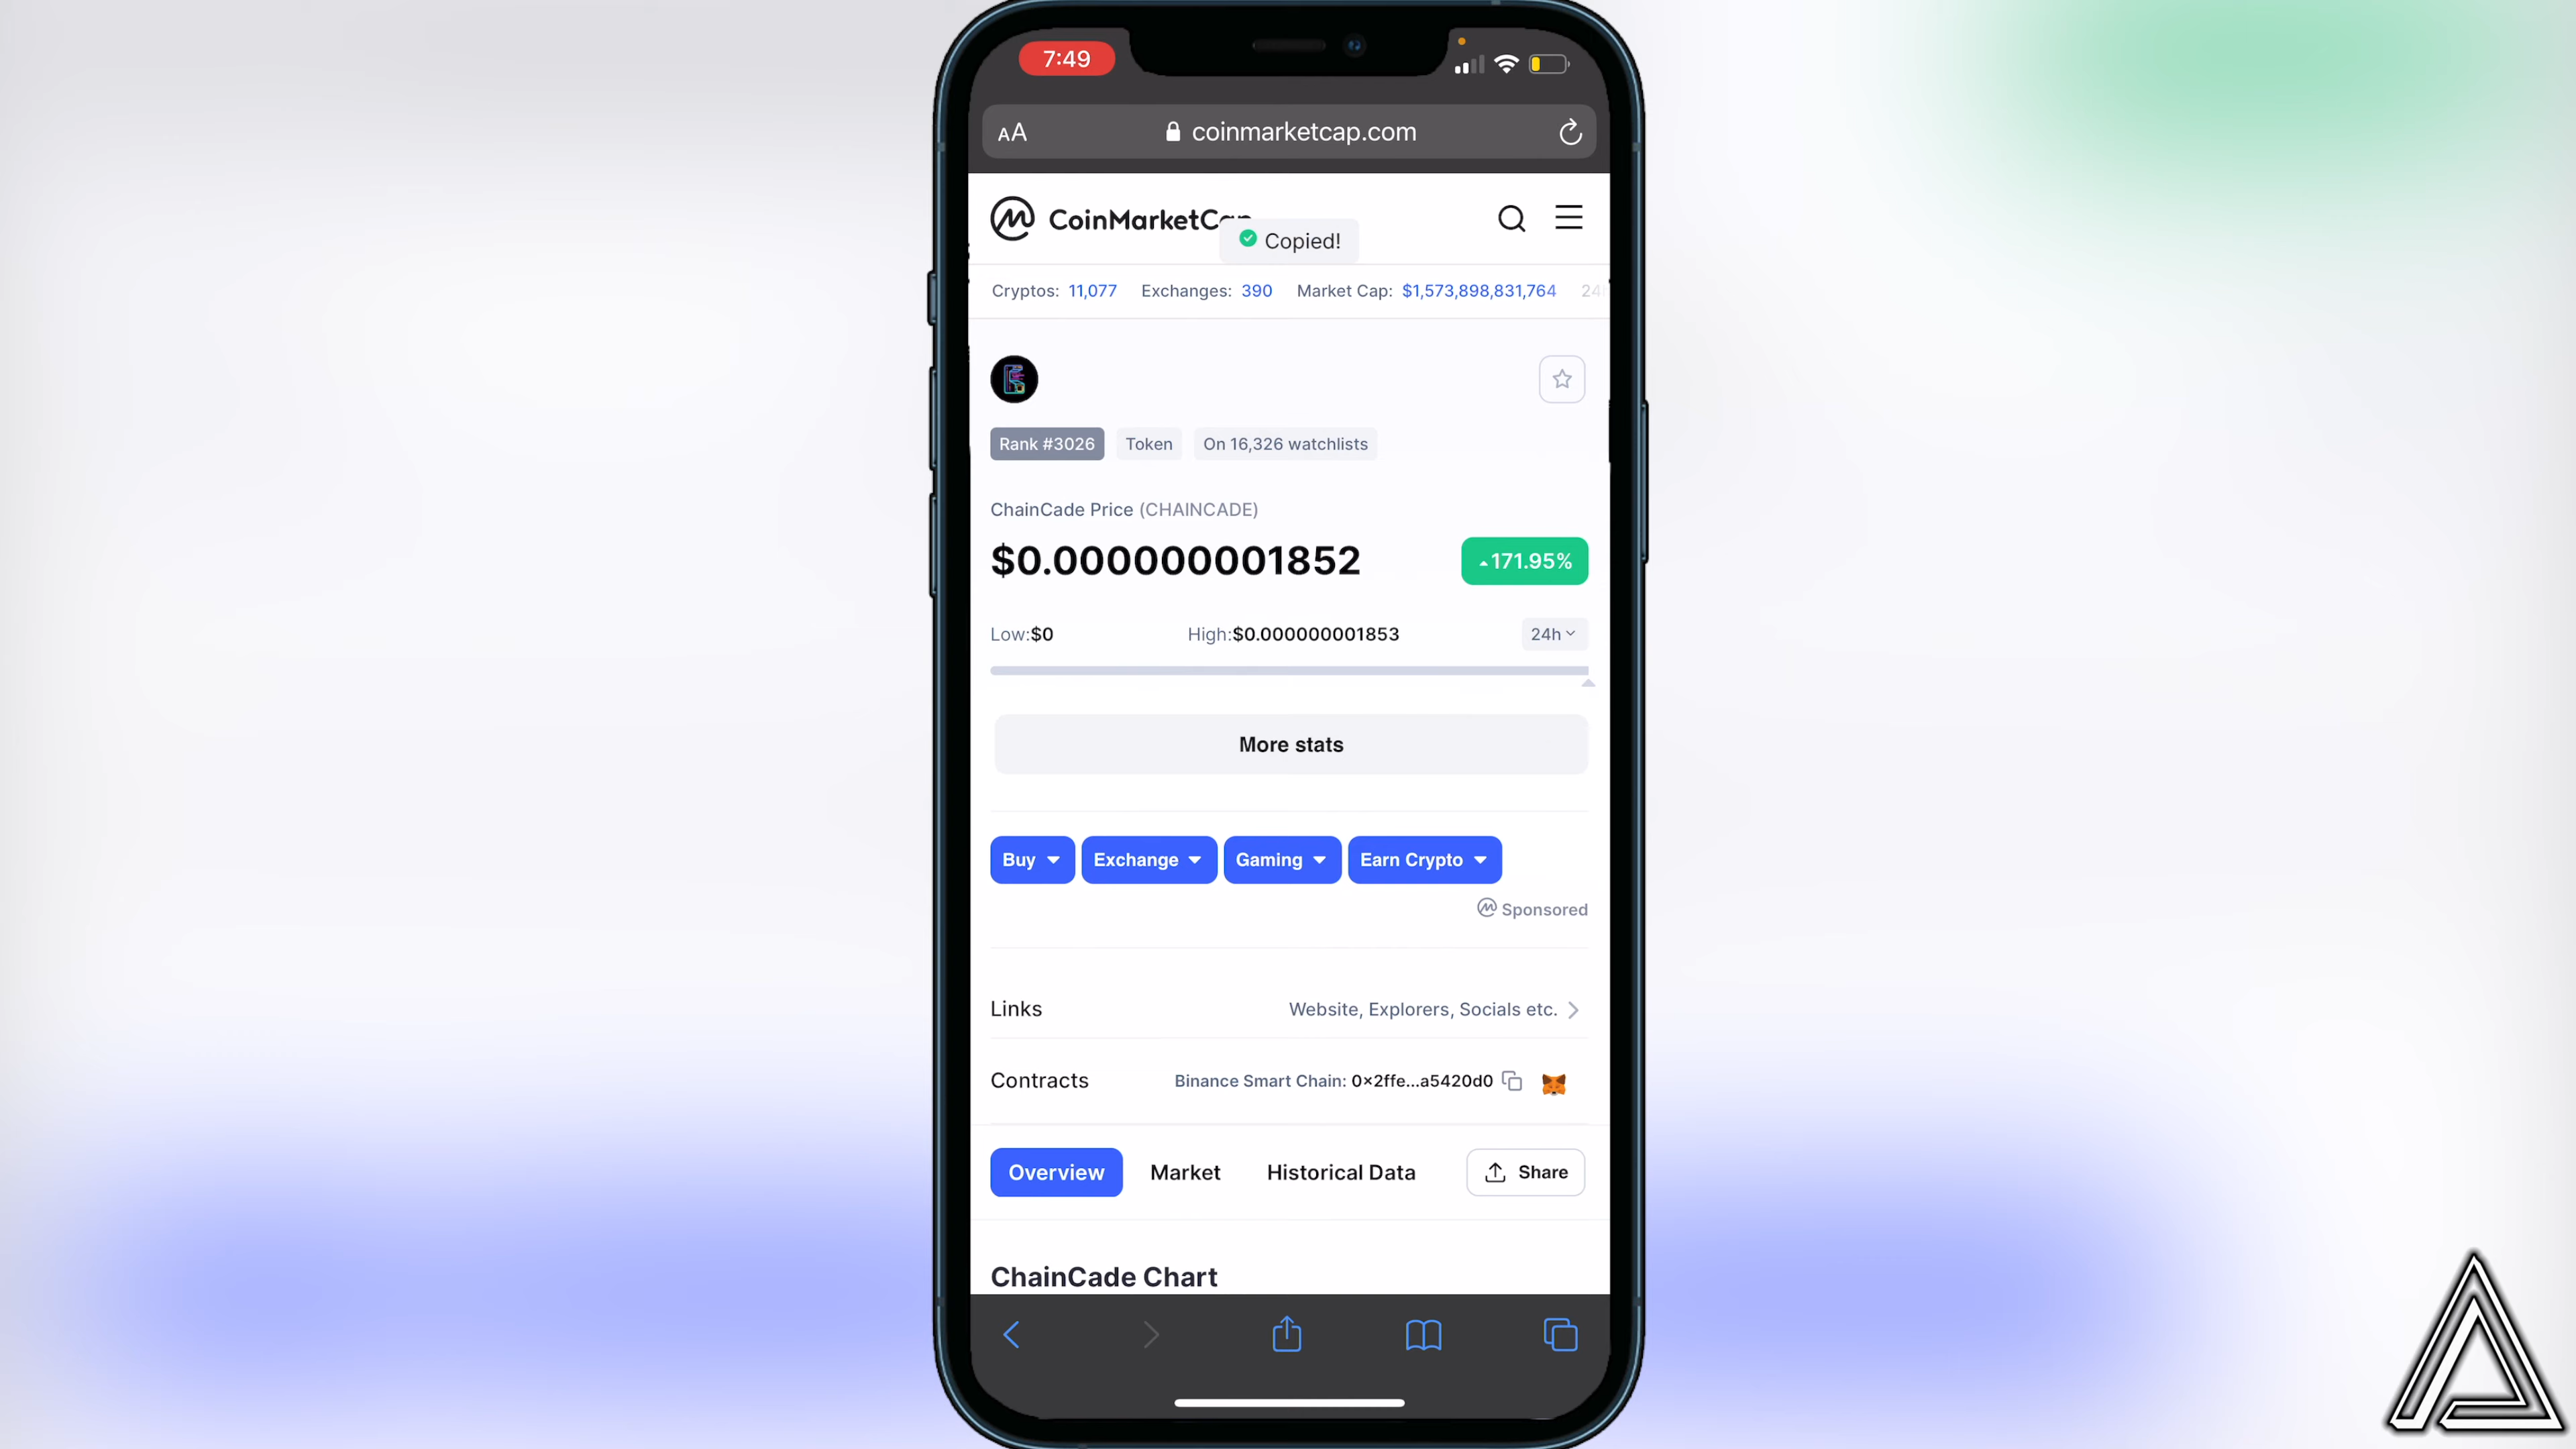 7:49
AA coinmarketcap.com
CoinMarketCap
Copied!
Cryptos: 11,077 Exchanges: 390 Market Cap: $1,573,898,831,764 24h
Rank #3026 Token On 16,326 watchlists
ChainCade Price (CHAINCADE)
$0.000000001852 171.95%
Low:$0 High:$0.000000001853 24h
More stats
Buy Exchange Gaming Earn Crypto
Sponsored
Links Website, Explorers, Socials etc.
Contracts Binance Smart Chain: 0x2ffe...a5420d0
Overview Market Historical Data Share
ChainCade Chart